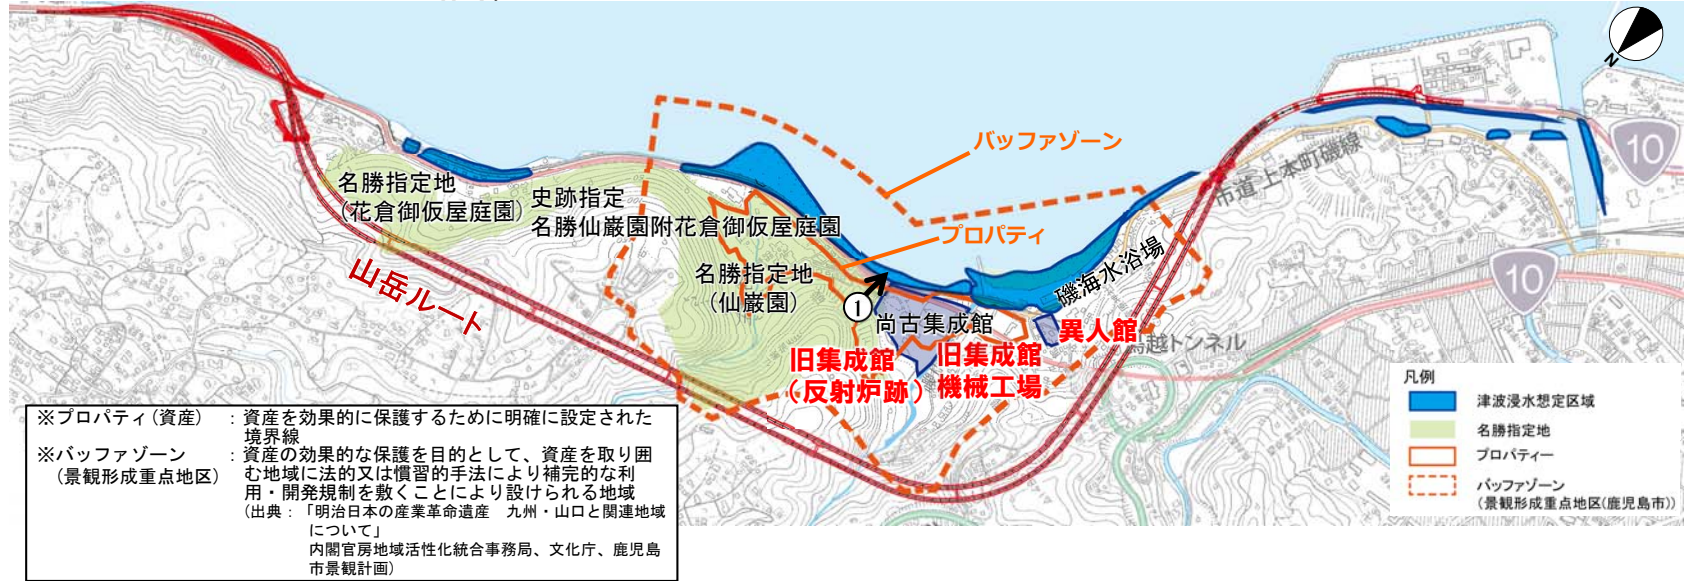 N
バッファゾーン
10
市道上本町磯線
名勝指定地
(花倉御仮屋庭園)
史跡指定
名勝仙巌園附花倉御仮屋庭園
プロパティ
磯海水浴場
10
山岳ルート
名勝指定地
(仙巌園)
①
尚古集成館
異人館
鳥越トンネル
旧集成館
(反射炉跡)
旧集成館
機械工場
凡例
津波浸水想定区域
名勝指定地
プロパティー
バッファゾーン
(景観形成重点地区(鹿児島市))
※プロパティ(資産) :資産を効果的に保護するために明確に設定された
境界線
※バッファゾーン :資産の効果的な保護を目的として、資産を取り囲
(景観形成重点地区) む地域に法的又は慣習的手法により補完的な利
用・開発規制を敷くことにより設けられる地域
(出典:「明治日本の産業革命遺産 九州・山口と関連地域
について」
内閣官房地域活性化統合事務局、文化庁、鹿児島
市景観計画)